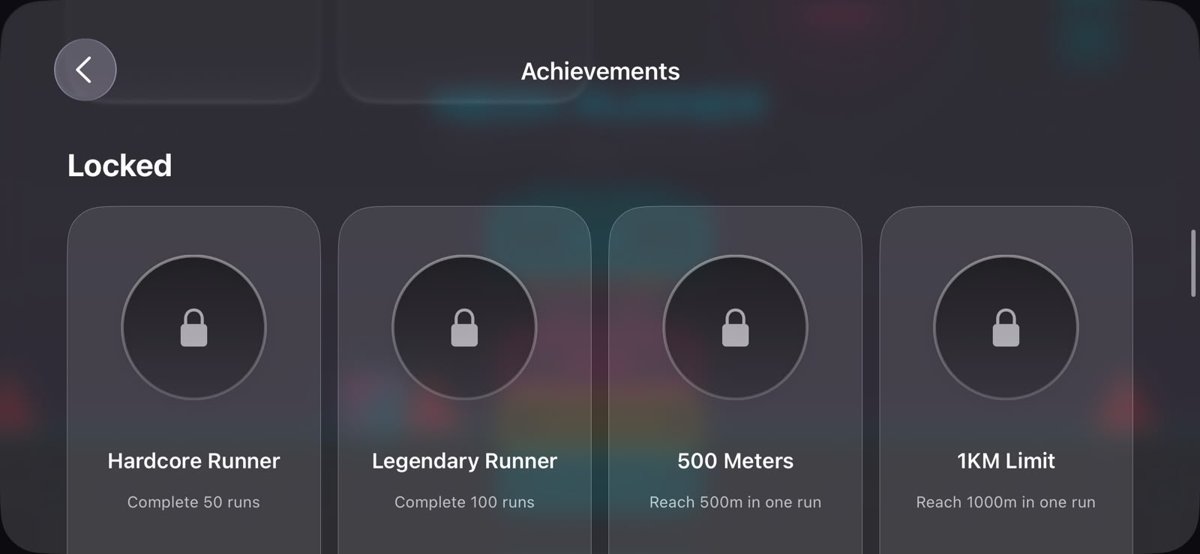 Achievements
Locked
Hardcore Runner
Complete 50 runs
Legendary Runner
Complete 100 runs
500 Meters
Reach 500m in one run
1KM Limit
Reach 1000m in one run